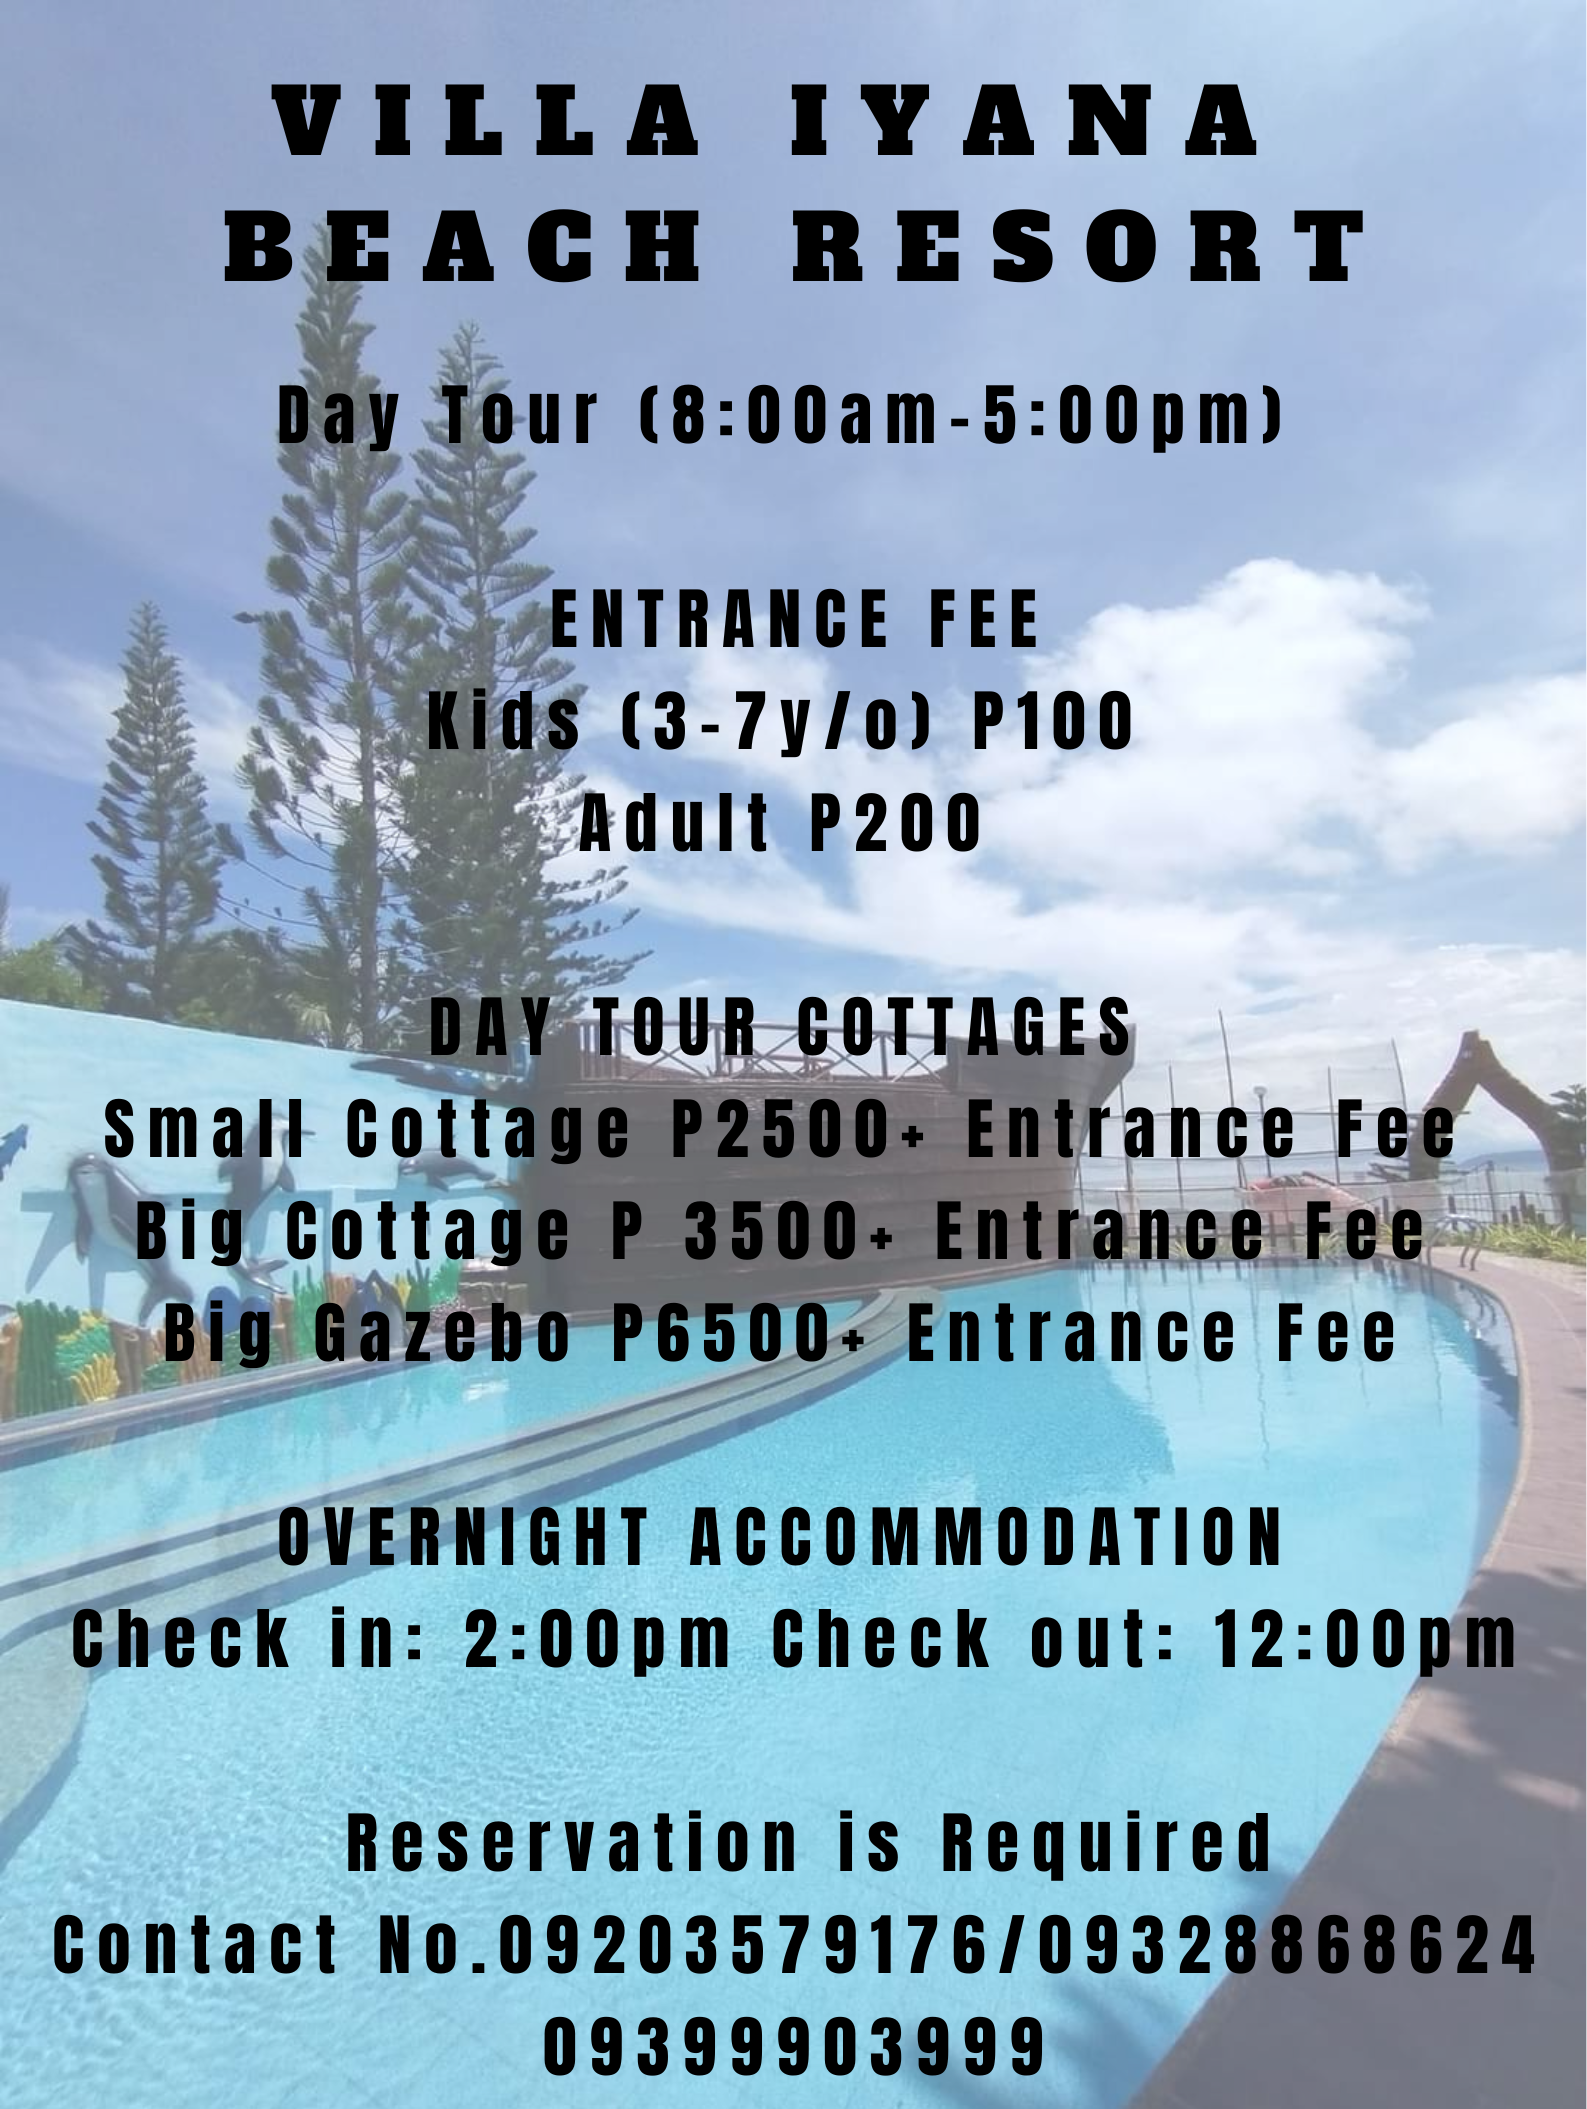 VILLA IYANA
BEACH RESORT
Day Tour (8:00am-5:00pm)
ENTRANCE FEE
Kids (3-7y/o) P100
Adult P200
DAY TOUR COTTAGES
Small Cottage P2500+ Entrance Fee
Big Cottage P 3500+ Entrance Fee
Big Gazebo P6500+ Entrance Fee
OVERNIGHT ACCOMMODATION
Check in: 2:00pm Check out: 12:00pm
Reservation is Required
Contact No.09203579176/09328868624
09399903999